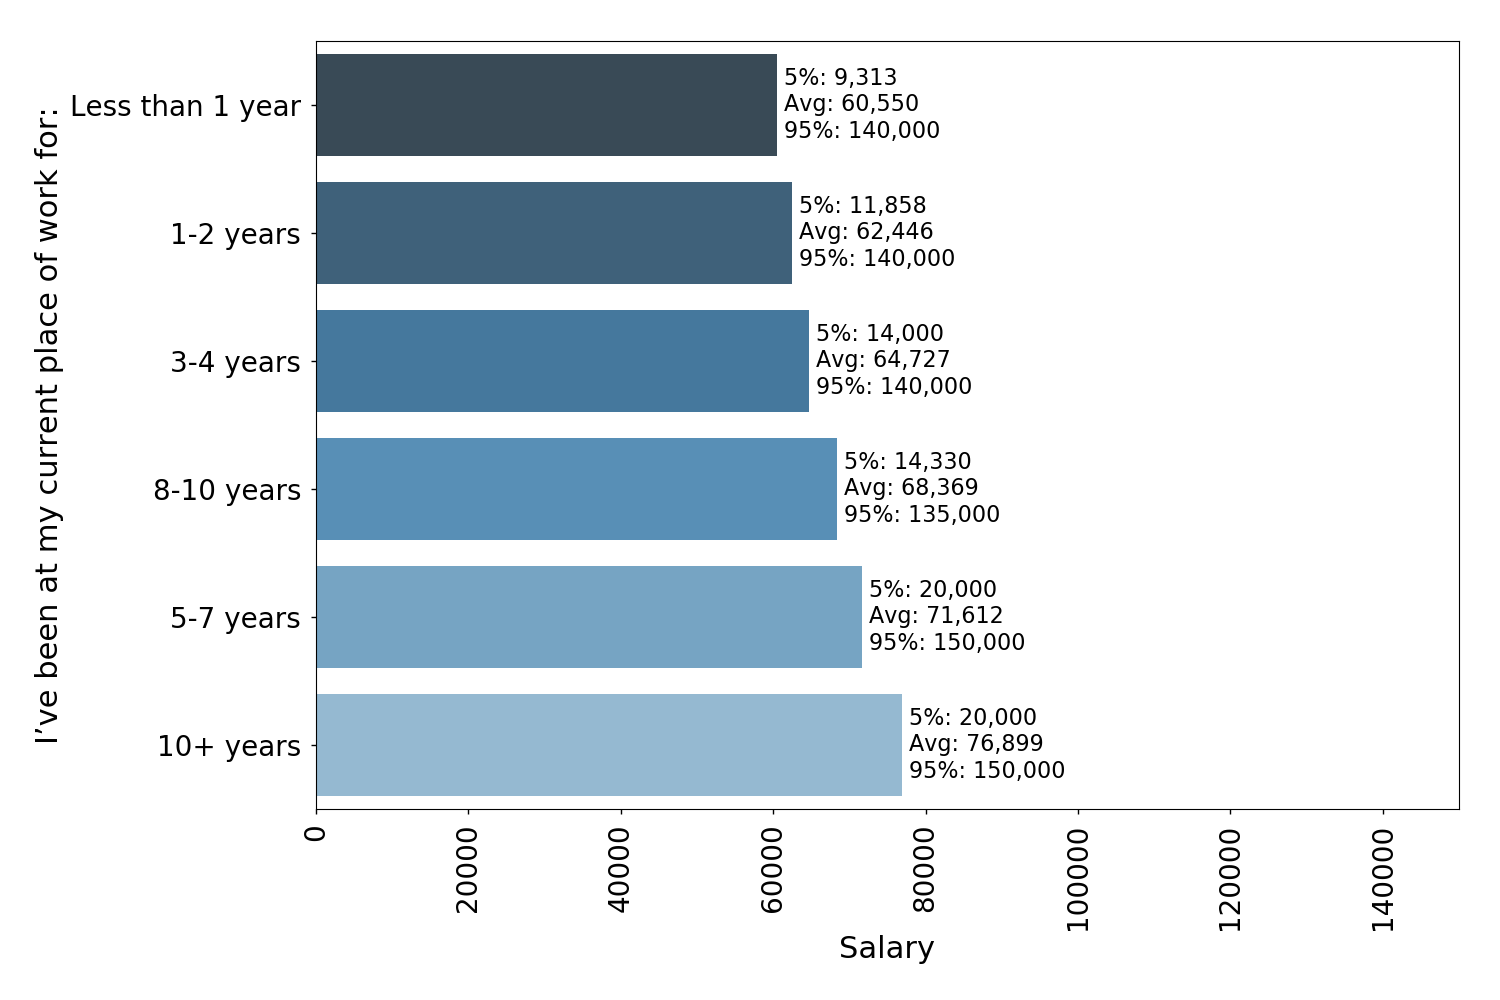 I’ve been at my current place of work for:
Less than 1 year
5%: 9,313
Avg: 60,550
95%: 140,000
1-2 years
5%: 11,858
Avg: 62,446
95%: 140,000
3-4 years
5%: 14,000
Avg: 64,727
95%: 140,000
8-10 years
5%: 14,330
Avg: 68,369
95%: 135,000
5-7 years
5%: 20,000
Avg: 71,612
95%: 150,000
10+ years
5%: 20,000
Avg: 76,899
95%: 150,000
0
20000
40000
60000
80000
100000
120000
140000
Salary